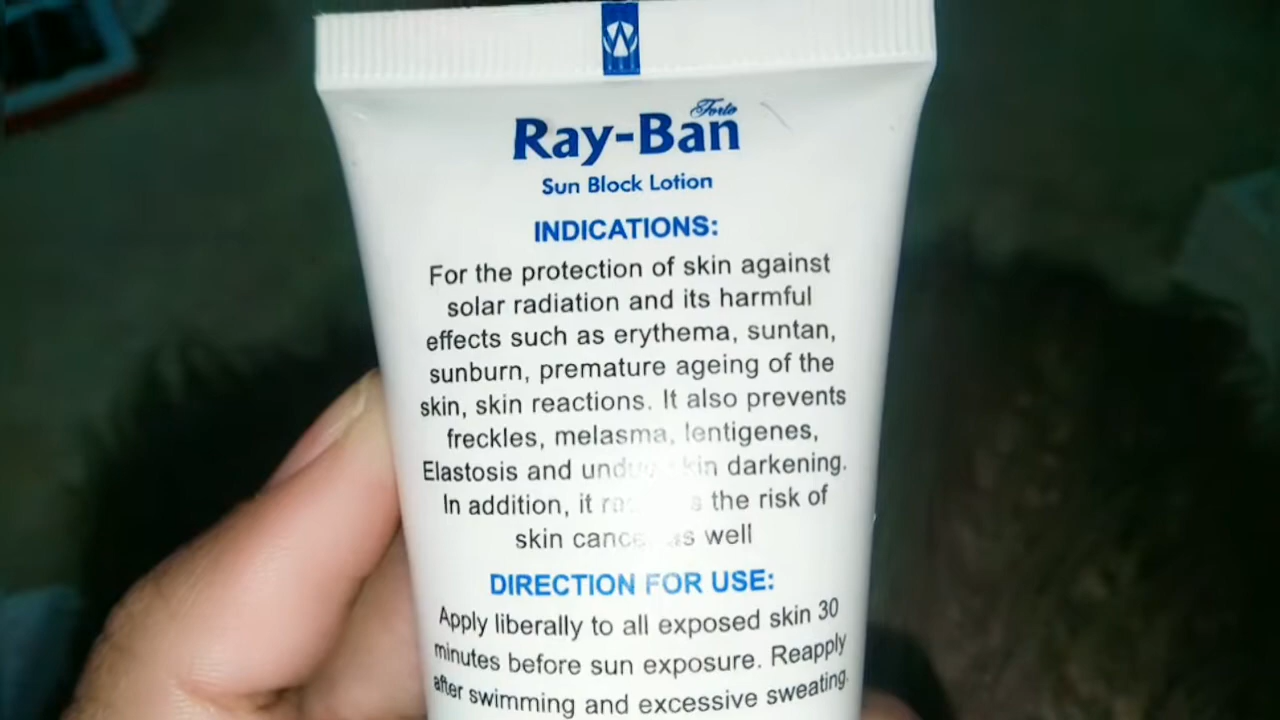 Ray-Ban Forte
Sun Block Lotion
INDICATIONS:
For the protection of skin against
solar radiation and its harmful
effects such as erythema, suntan,
sunburn, premature ageing of the
skin, skin reactions. It also prevents
freckles, melasma, lentigenes,
Elastosis and darkening.
In addition, it the risk of
skin well
DIRECTION FOR USE:
Apply liberally to all exposed skin 30
minutes before sun exposure. Reapply
after swimming and excessive sweating.